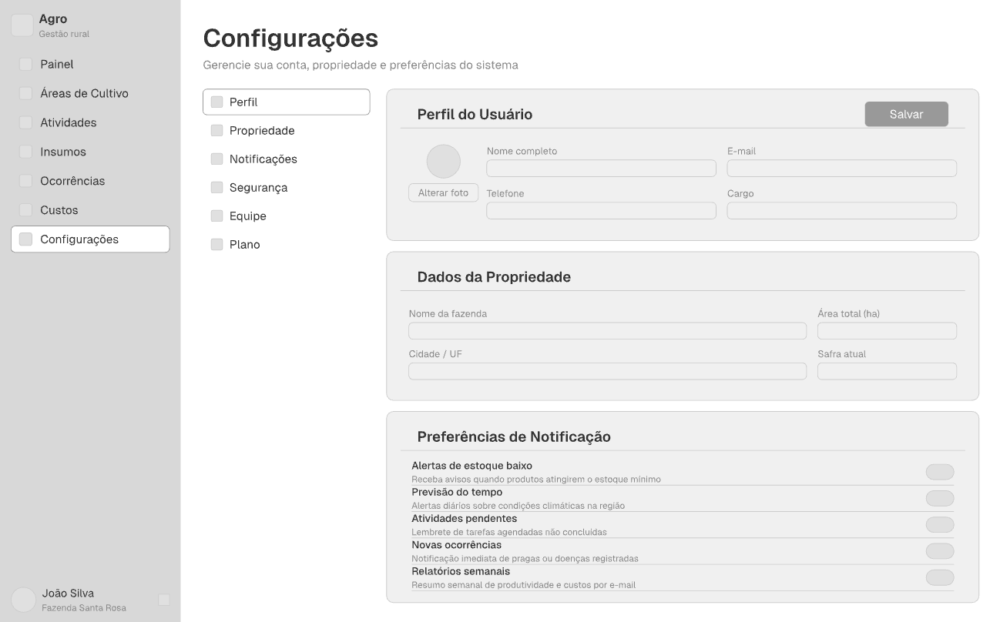 Agro
Gestão rural
Painel
Áreas de Cultivo
Atividades
Insumos
Ocorrências
Custos
Configurações
João Silva
Fazenda Santa Rosa
Configurações
Gerencie sua conta, propriedade e preferências do sistema
Perfil
Propriedade
Notificações
Segurança
Equipe
Plano
Perfil do Usuário
Salvar
Alterar foto
Nome completo
E-mail
Telefone
Cargo
Dados da Propriedade
Nome da fazenda
Área total (ha)
Cidade / UF
Safra atual
Preferências de Notificação
Alertas de estoque baixo
Receba avisos quando produtos atingirem o estoque mínimo
Previsão do tempo
Alertas diários sobre condições climáticas na região
Atividades pendentes
Lembrete de tarefas agendadas não concluídas
Novas ocorrências
Notificação imediata de pragas ou doenças registradas
Relatórios semanais
Resumo semanal de produtividade e custos por e-mail